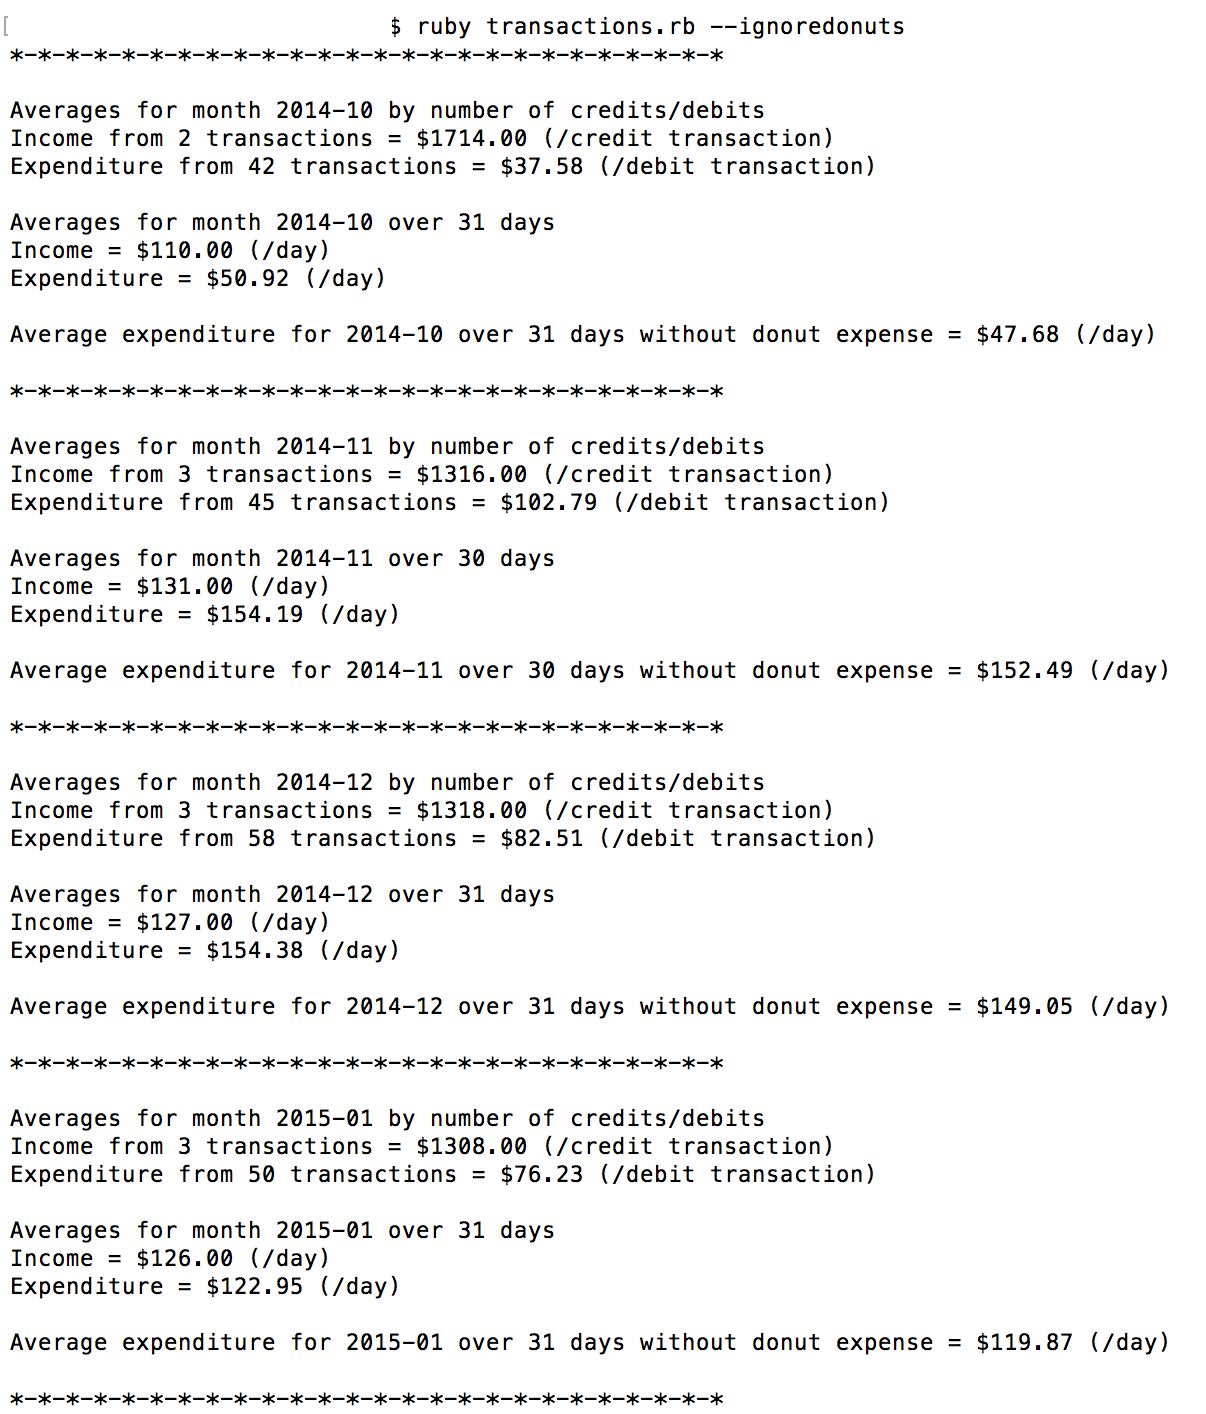 [ $ ruby transactions.rb --ignoredonuts
*-*-*-*-*-*-*-*-*-*-*-*-*-*-*-*-*-*-*-*-*-*-*-*-*-*
Averages for month 2014-10 by number of credits/debits
Income from 2 transactions = $1714.00 (/credit transaction)
Expenditure from 42 transactions = $37.58 (/debit transaction)
Averages for month 2014-10 over 31 days
Income = $110.00 (/day)
Expenditure = $50.92 (/day)
Average expenditure for 2014-10 over 31 days without donut expense = $47.68 (/day)
*-*-*-*-*-*-*-*-*-*-*-*-*-*-*-*-*-*-*-*-*-*-*-*-*-*
Averages for month 2014-11 by number of credits/debits
Income from 3 transactions = $1316.00 (/credit transaction)
Expenditure from 45 transactions = $102.79 (/debit transaction)
Averages for month 2014-11 over 30 days
Income = $131.00 (/day)
Expenditure = $154.19 (/day)
Average expenditure for 2014-11 over 30 days without donut expense = $152.49 (/day)
*-*-*-*-*-*-*-*-*-*-*-*-*-*-*-*-*-*-*-*-*-*-*-*-*-*
Averages for month 2014-12 by number of credits/debits
Income from 3 transactions = $1318.00 (/credit transaction)
Expenditure from 58 transactions = $82.51 (/debit transaction)
Averages for month 2014-12 over 31 days
Income = $127.00 (/day)
Expenditure = $154.38 (/day)
Average expenditure for 2014-12 over 31 days without donut expense = $149.05 (/day)
*-*-*-*-*-*-*-*-*-*-*-*-*-*-*-*-*-*-*-*-*-*-*-*-*-*
Averages for month 2015-01 by number of credits/debits
Income from 3 transactions = $1308.00 (/credit transaction)
Expenditure from 50 transactions = $76.23 (/debit transaction)
Averages for month 2015-01 over 31 days
Income = $126.00 (/day)
Expenditure = $122.95 (/day)
Average expenditure for 2015-01 over 31 days without donut expense = $119.87 (/day)
*-*-*-*-*-*-*-*-*-*-*-*-*-*-*-*-*-*-*-*-*-*-*-*-*-*